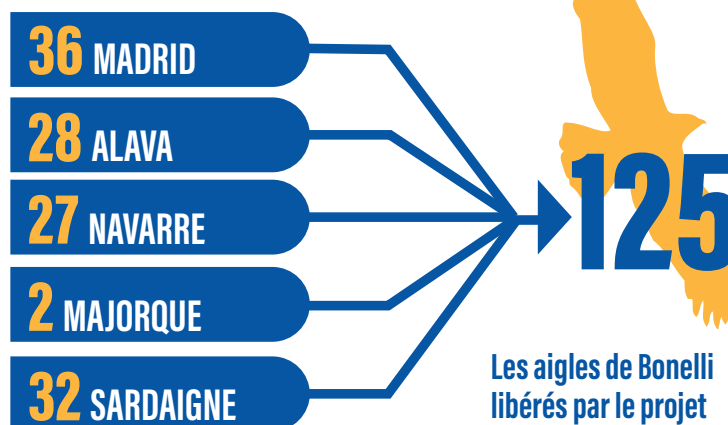 36 MADRID
28 ALAVA
27 NAVARRE
2 MAJORQUE
32 SARDAIGNE
125
Les aigles de Bonelli
libérés par le projet